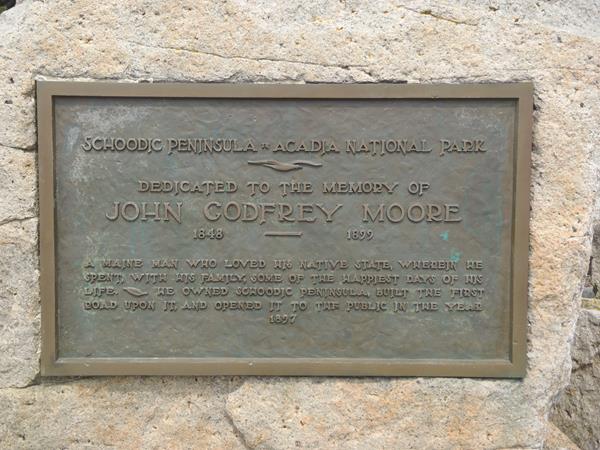 SCHOODIC PENINSULA ACADIA NATIONAL PARK
DEDICATED TO THE MEMORY OF
JOHN GODFREY MOORE
1848 — 1899
A MAINE MAN WHO LOVED HIS NATIVE STATE, WHEREIN HE
SPENT, WITH HIS FAMILY, SOME OF THE HAPPIEST DAYS OF HIS
LIFE. HE OWNED SCHOODIC PENINSULA, BUILT THE FIRST
ROAD UPON IT, AND OPENED IT TO THE PUBLIC IN THE YEAR
1897